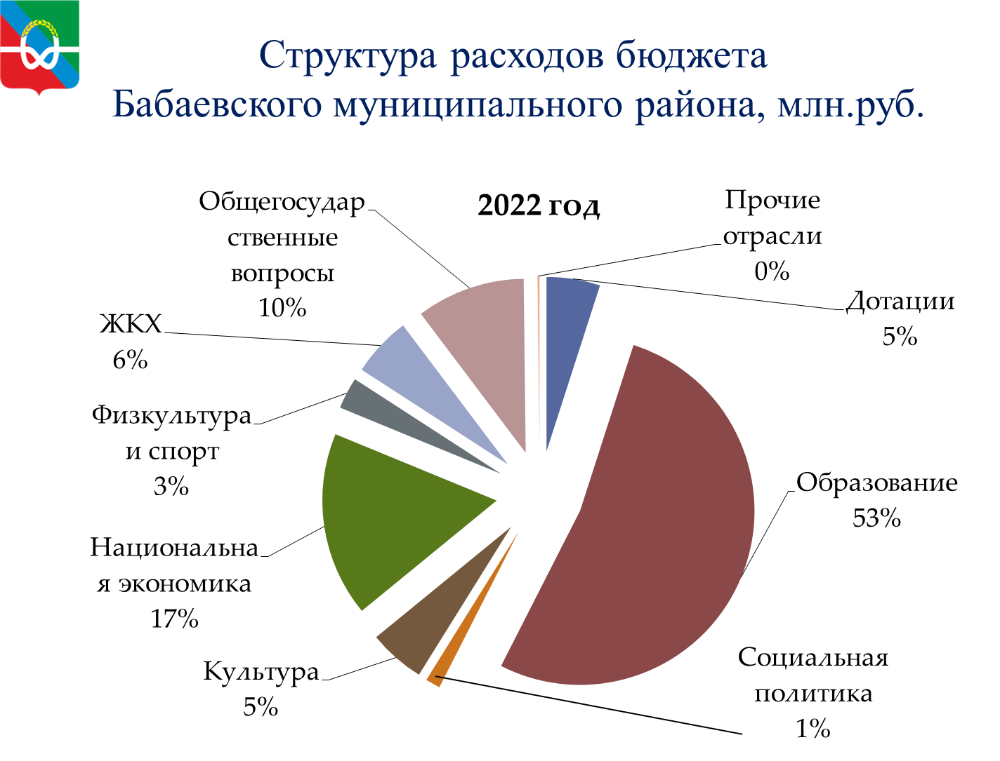 Структура расходов бюджета
Бабаевского муниципального района, млн.руб.
2022 год
Общегосудар
ственные
вопросы
10%
Прочие
отрасли
0%
Дотации
5%
ЖКХ
6%
Физкультура
и спорт
3%
Образование
53%
Национальна
я экономика
17%
Культура
5%
Социальная
политика
1%